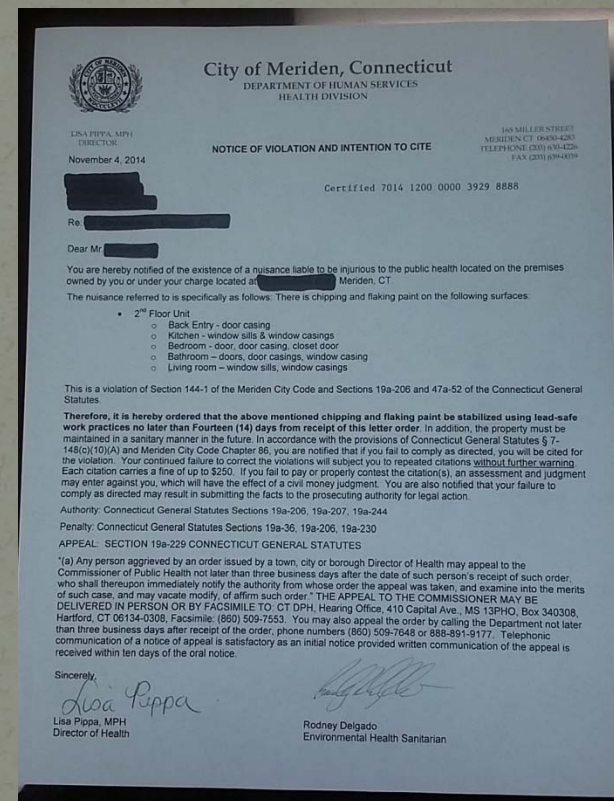 City of Meriden, Connecticut
DEPARTMENT OF HUMAN SERVICES
HEALTH DIVISION
LISA PIPPA, MPH
DIRECTOR
165 MILLER STREET
MERIDEN CT 06450-4283
TELEPHONE (203) 630-4226
FAX (203) 639-0039
NOTICE OF VIOLATION AND INTENTION TO CITE
November 4, 2014
Certified 7014 1200 0000 3929 8888
Re:
Dear Mr.
You are hereby notified of the existence of a nuisance liable to be injurious to the public health located on the premises
owned by you or under your charge located at Meriden, CT.
The nuisance referred to is specifically as follows: There is chipping and flaking paint on the following surfaces:
• 2nd Floor Unit
o Back Entry - door casing
o Kitchen - window sills & window casings
o Bedroom - door, door casing, closet door
o Bathroom – doors, door casings, window casing
o Living room – window sills, window casings
This is a violation of Section 144-1 of the Meriden City Code and Sections 19a-206 and 47a-52 of the Connecticut General
Statutes.
Therefore, it is hereby ordered that the above mentioned chipping and flaking paint be stabilized using lead-safe
work practices no later than Fourteen (14) days from receipt of this letter order. In addition, the property must be
maintained in a sanitary manner in the future. In accordance with the provisions of Connecticut General Statutes § 7-
148(c)(10)(A) and Meriden City Code Chapter 86, you are notified that if you fail to comply as directed, you will be cited for
the violation. Your continued failure to correct the violations will subject you to repeated citations without further warning.
Each citation carries a fine of up to $250. If you fail to pay or properly contest the citation(s), an assessment and judgment
may enter against you, which will have the effect of a civil money judgment. You are also notified that your failure to
comply as directed may result in submitting the facts to the prosecuting authority for legal action.
Authority: Connecticut General Statutes Sections 19a-206, 19a-207, 19a-244
Penalty: Connecticut General Statutes Sections 19a-36, 19a-206, 19a-230
APPEAL: SECTION 19a-229 CONNECTICUT GENERAL STATUTES
"(a) Any person aggrieved by an order issued by a town, city or borough Director of Health may appeal to the
Commissioner of Public Health not later than three business days after the date of such person's receipt of such order,
who shall thereupon immediately notify the authority from whose order the appeal was taken, and examine into the merits
of such case, and may vacate modify, of affirm such order." THE APPEAL TO THE COMMISSIONER MAY BE
DELIVERED IN PERSON OR BY FACSIMILE TO: CT DPH, Hearing Office, 410 Capital Ave., MS 13PHO, Box 340308,
Hartford, CT 06134-0308, Facsimile: (860) 509-7553. You may also appeal the order by calling the Department not later
than three business days after receipt of the order, phone numbers (860) 509-7648 or 888-891-9177. Telephonic
communication of a notice of appeal is satisfactory as an initial notice provided written communication of the appeal is
received within ten days of the oral notice.
Sincerely,
Lisa Pippa
Lisa Pippa, MPH
Director of Health
Rodney Delgado
Environmental Health Sanitarian